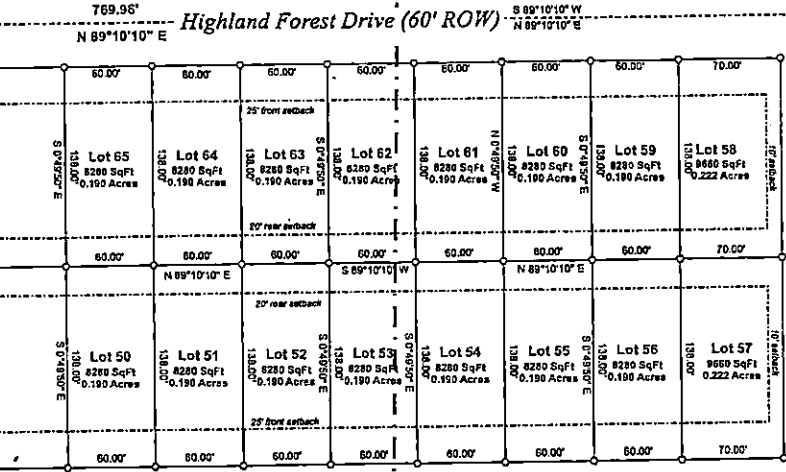 769.98'
N 89°10'10" E
Highland Forest Drive (60' ROW)
S 89°10'10" W
N 89°10'10" E
60.00' 60.00' 60.00' 60.00' 60.00' 60.00' 60.00' 70.00'
25' front setback
S 0°49'50" E
138.00'
Lot 65
8280 SqFt
0.190 Acres
138.00'
Lot 64
8280 SqFt
0.190 Acres
138.00'
Lot 63
8280 SqFt
0.190 Acres
S 0°49'50" E
138.00'
Lot 62
8280 SqFt
0.190 Acres
138.00'
Lot 61
8280 SqFt
0.190 Acres
N 0°49'50" W
138.00'
Lot 60
8280 SqFt
0.190 Acres
S 0°49'50" E
138.00'
Lot 59
8280 SqFt
0.190 Acres
138.00'
Lot 58
9660 SqFt
0.222 Acres
10' setback
20' rear setback
60.00' 60.00' 60.00' 60.00' 60.00' 60.00' 60.00' 70.00'
N 89°10'10" E
S 89°10'10" W
N 89°10'10" E
20' rear setback
S 0°49'50" E
138.00'
Lot 50
8280 SqFt
0.190 Acres
138.00'
Lot 51
8280 SqFt
0.190 Acres
138.00'
Lot 52
8280 SqFt
0.190 Acres
S 0°49'50" E
138.00'
Lot 53
8280 SqFt
0.190 Acres
S 0°49'50" E
138.00'
Lot 54
8280 SqFt
0.190 Acres
138.00'
Lot 55
8280 SqFt
0.190 Acres
S 0°49'50" E
138.00'
Lot 56
8280 SqFt
0.190 Acres
138.00'
Lot 57
9660 SqFt
0.222 Acres
10' setback
25' front setback
60.00' 60.00' 60.00' 60.00' 60.00' 60.00' 60.00' 70.00'